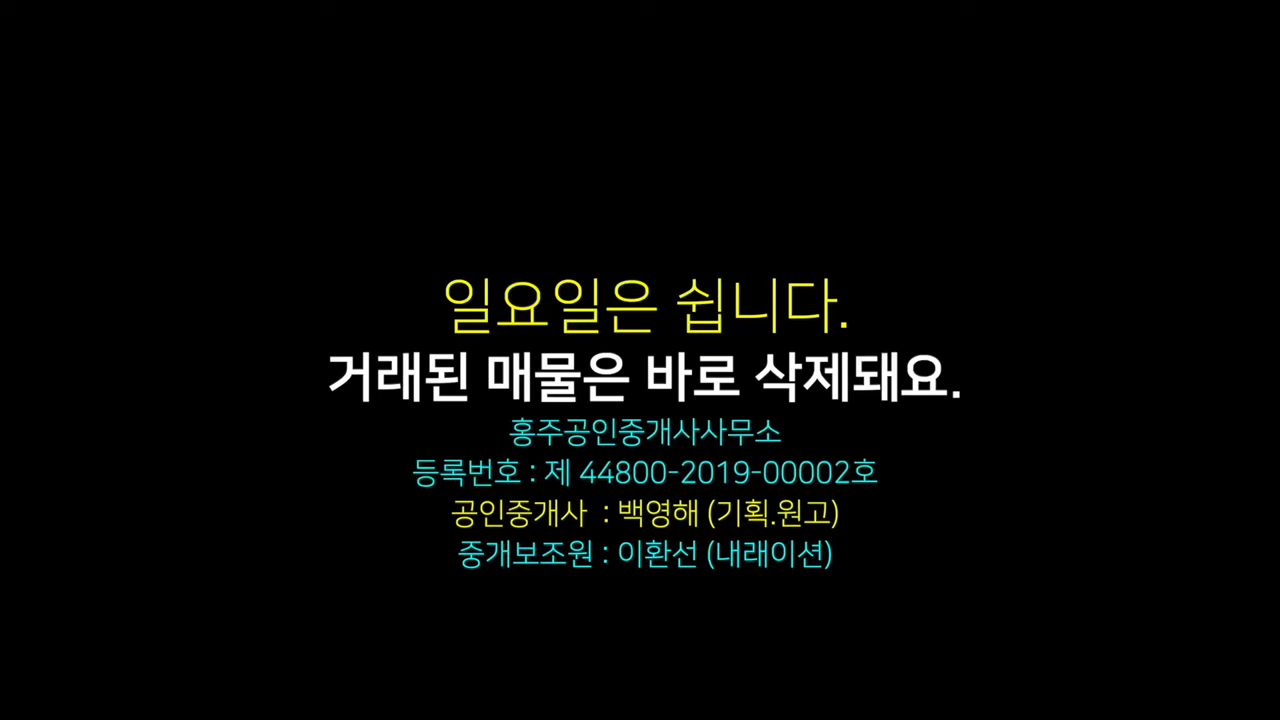 일요일은 쉽니다.
거래된 매물은 바로 삭제돼요.
홍주공인중개사사무소
등록번호 : 제 44800-2019-00002호
공인중개사 : 백영해 (기획.원고)
중개보조원 : 이환선 (내래이션)